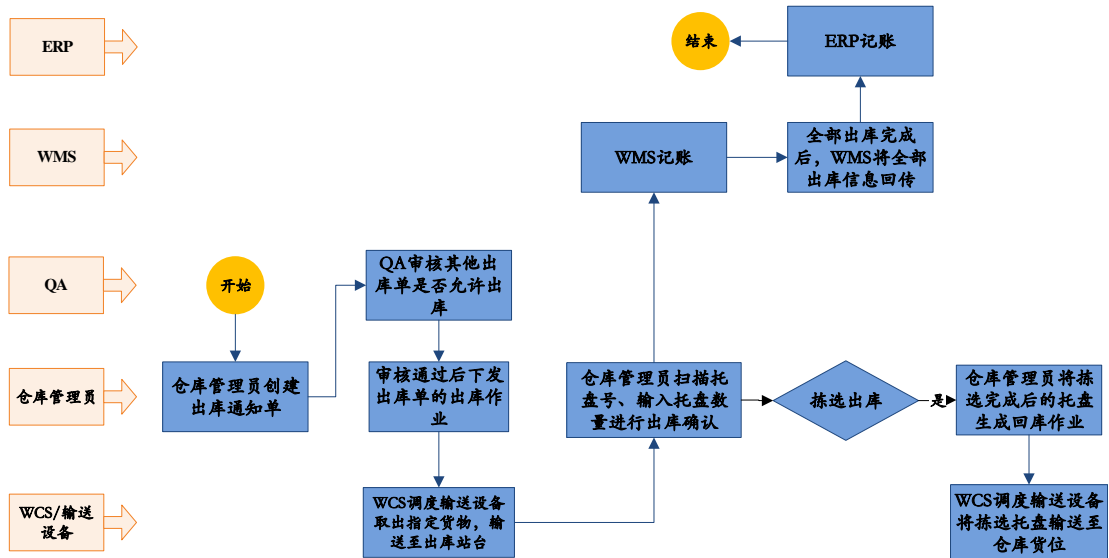 ERP
结束
ERP记账
WMS
WMS记账
全部出库完成
后，WMS将全部
出库信息回传
QA
开始
QA审核其他出
库单是否允许出
库
仓库管理员
仓库管理员创建
出库通知单
审核通过后下发
出库单的出库作
业
仓库管理员扫描托
盘号、输入托盘数
量进行出库确认
拣选出库
是
仓库管理员将拣
选完成后的托盘
生成回库作业
WCS/输送
设备
WCS调度输送设备
取出指定货物，输
送至出库站台
WCS调度输送设备
将拣选托盘输送至
仓库货位